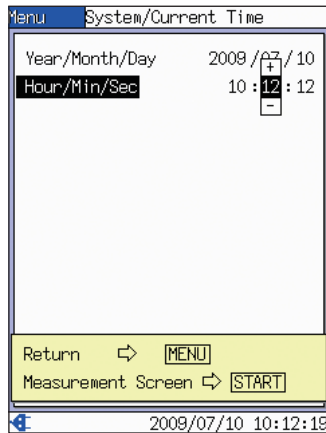 Menu System/Current Time
Year/Month/Day 2009 / 07 / 10
+
Hour/Min/Sec 10 : 12 : 12
-
Return ⇨ MENU
Measurement Screen ⇨ START
2009/07/10 10:12:19